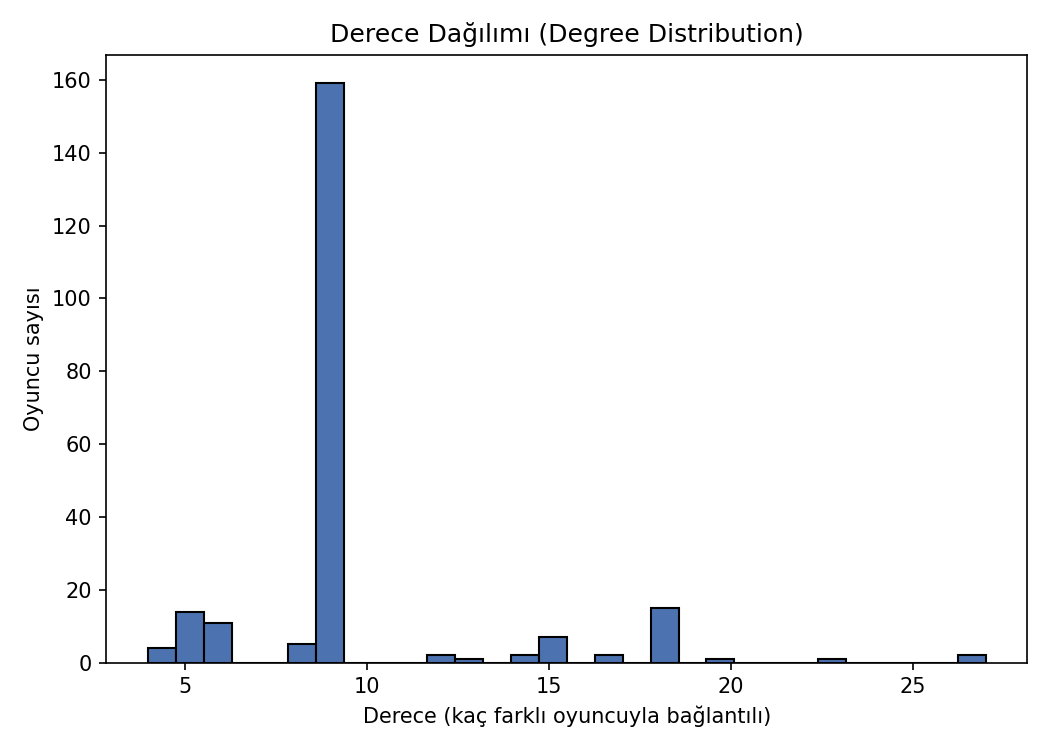 Derece Dağılımı (Degree Distribution)
160
140
120
100
80
60
40
20
0
Oyuncu sayısı
5 10 15 20 25
Derece (kaç farklı oyuncuyla bağlantılı)